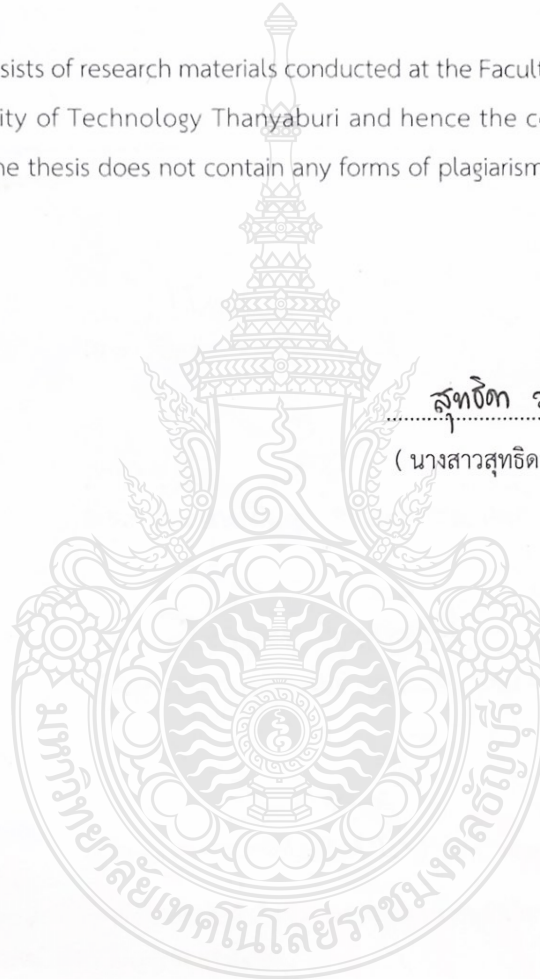 sists of research materials conducted at the Facult
ity of Technology Thanyaburi and hence the c
ne thesis does not contain any forms of plagiarism
สุทธิดา ว
( นางสาวสุทธิด
มหาวิทยาลัยเทคโนโลยีราชมงคลธัญบุรี